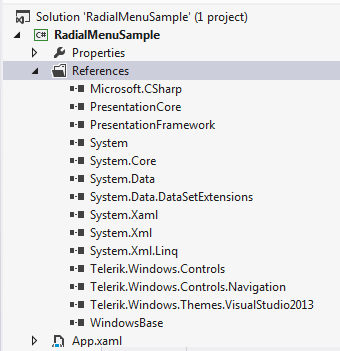 Solution 'RadialMenuSample' (1 project)
RadialMenuSample
Properties
References
Microsoft.CSharp
PresentationCore
PresentationFramework
System
System.Core
System.Data
System.Data.DataSetExtensions
System.Xaml
System.Xml
System.Xml.Linq
Telerik.Windows.Controls
Telerik.Windows.Controls.Navigation
Telerik.Windows.Themes.VisualStudio2013
WindowsBase
App.xaml